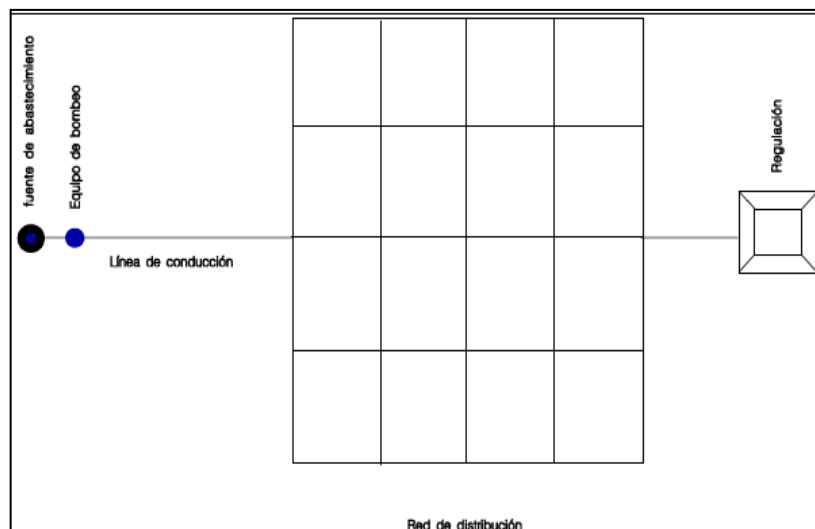 fuente de abastecimiento
Equipo de bombeo
Línea de conducción
Regulación
Red de distribución